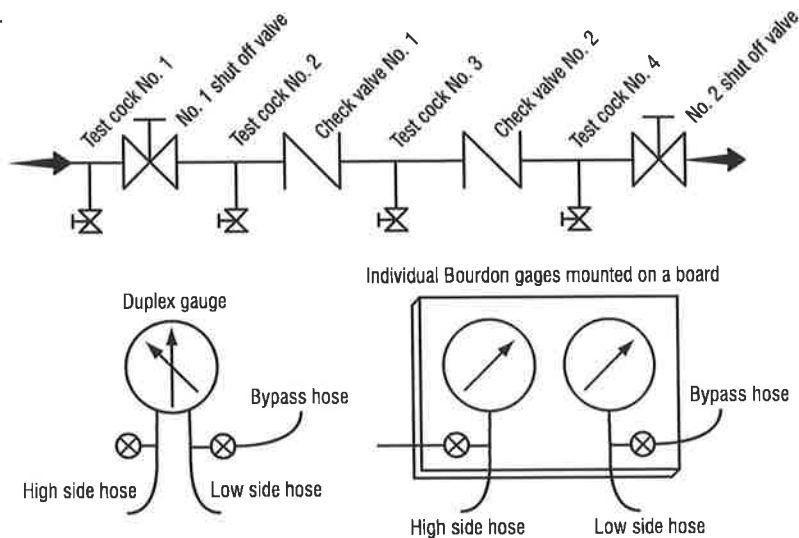 Test cock No. 1
No. 1 shut off valve
Test cock No. 2
Check valve No. 1
Test cock No. 3
Check valve No. 2
Test cock No. 4
No. 2 shut off valve
Individual Bourdon gages mounted on a board
Duplex gauge
Bypass hose
Bypass hose
High side hose
Low side hose
High side hose
Low side hose